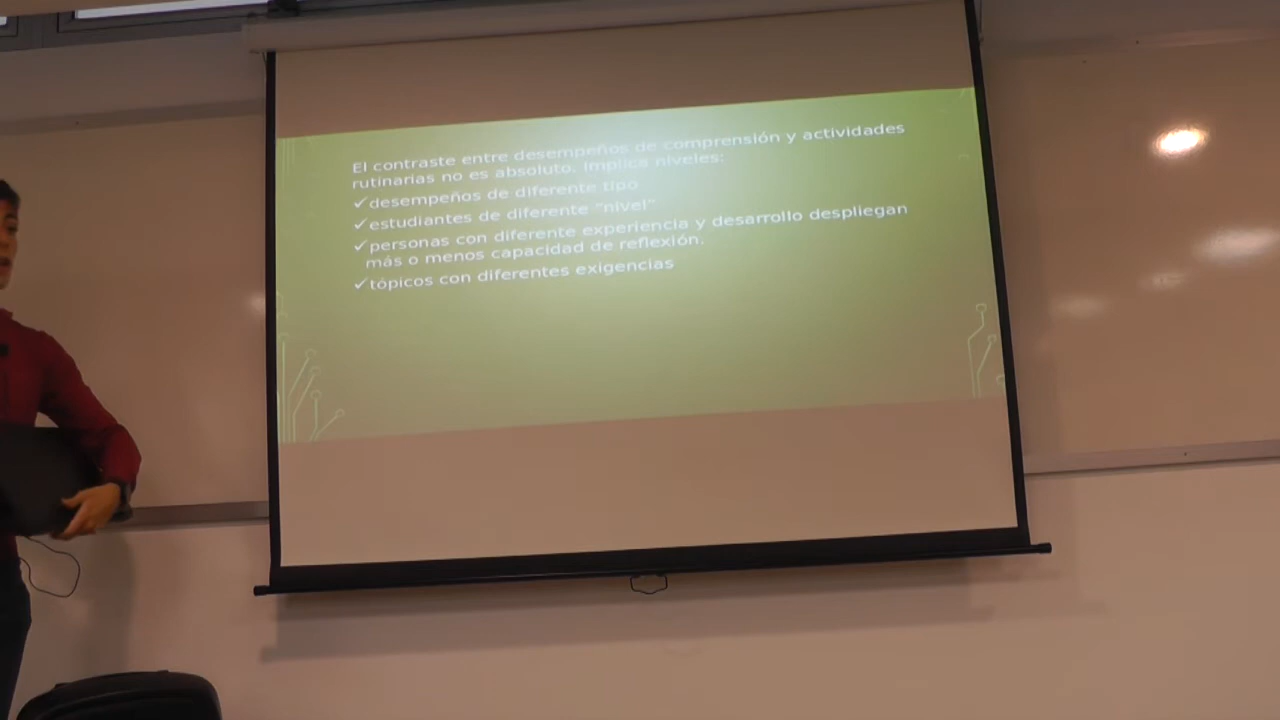 El contraste entre desempeños de comprensión y actividades
rutinarias no es absoluto. Implica niveles:
✓desempeños de diferente tipo
✓estudiantes de diferente "nivel"
✓personas con diferente experiencia y desarrollo despliegan
más o menos capacidad de reflexión.
✓tópicos con diferentes exigencias